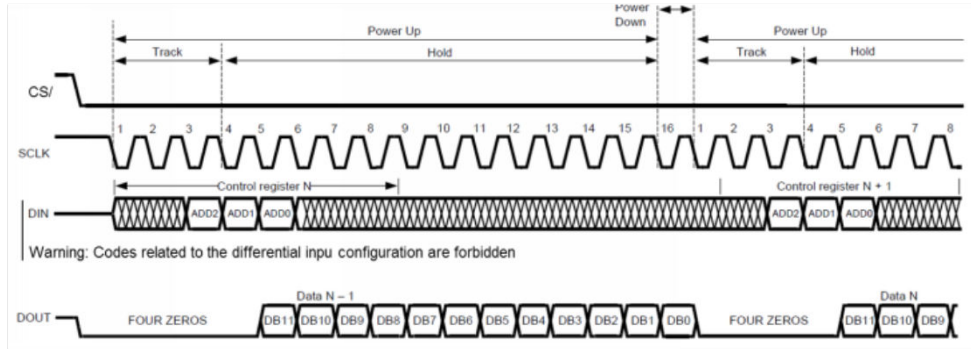 Power
Down
Power Up
Power Up
Track
Hold
Track
Hold
CS/
1 2 3 4 5 6 7 8 9 10 11 12 13 14 15 16 1 2 3 4 5 6 7 8
SCLK
Control register N
Control register N + 1
DIN
ADD2 ADD1 ADD0 ADD2 ADD1 ADD0
Warning: Codes related to the differential inpu configuration are forbidden
Data N – 1
Data N
DOUT
FOUR ZEROS DB11 DB10 DB9 DB8 DB7 DB6 DB5 DB4 DB3 DB2 DB1 DB0 FOUR ZEROS DB11 DB10 DB9